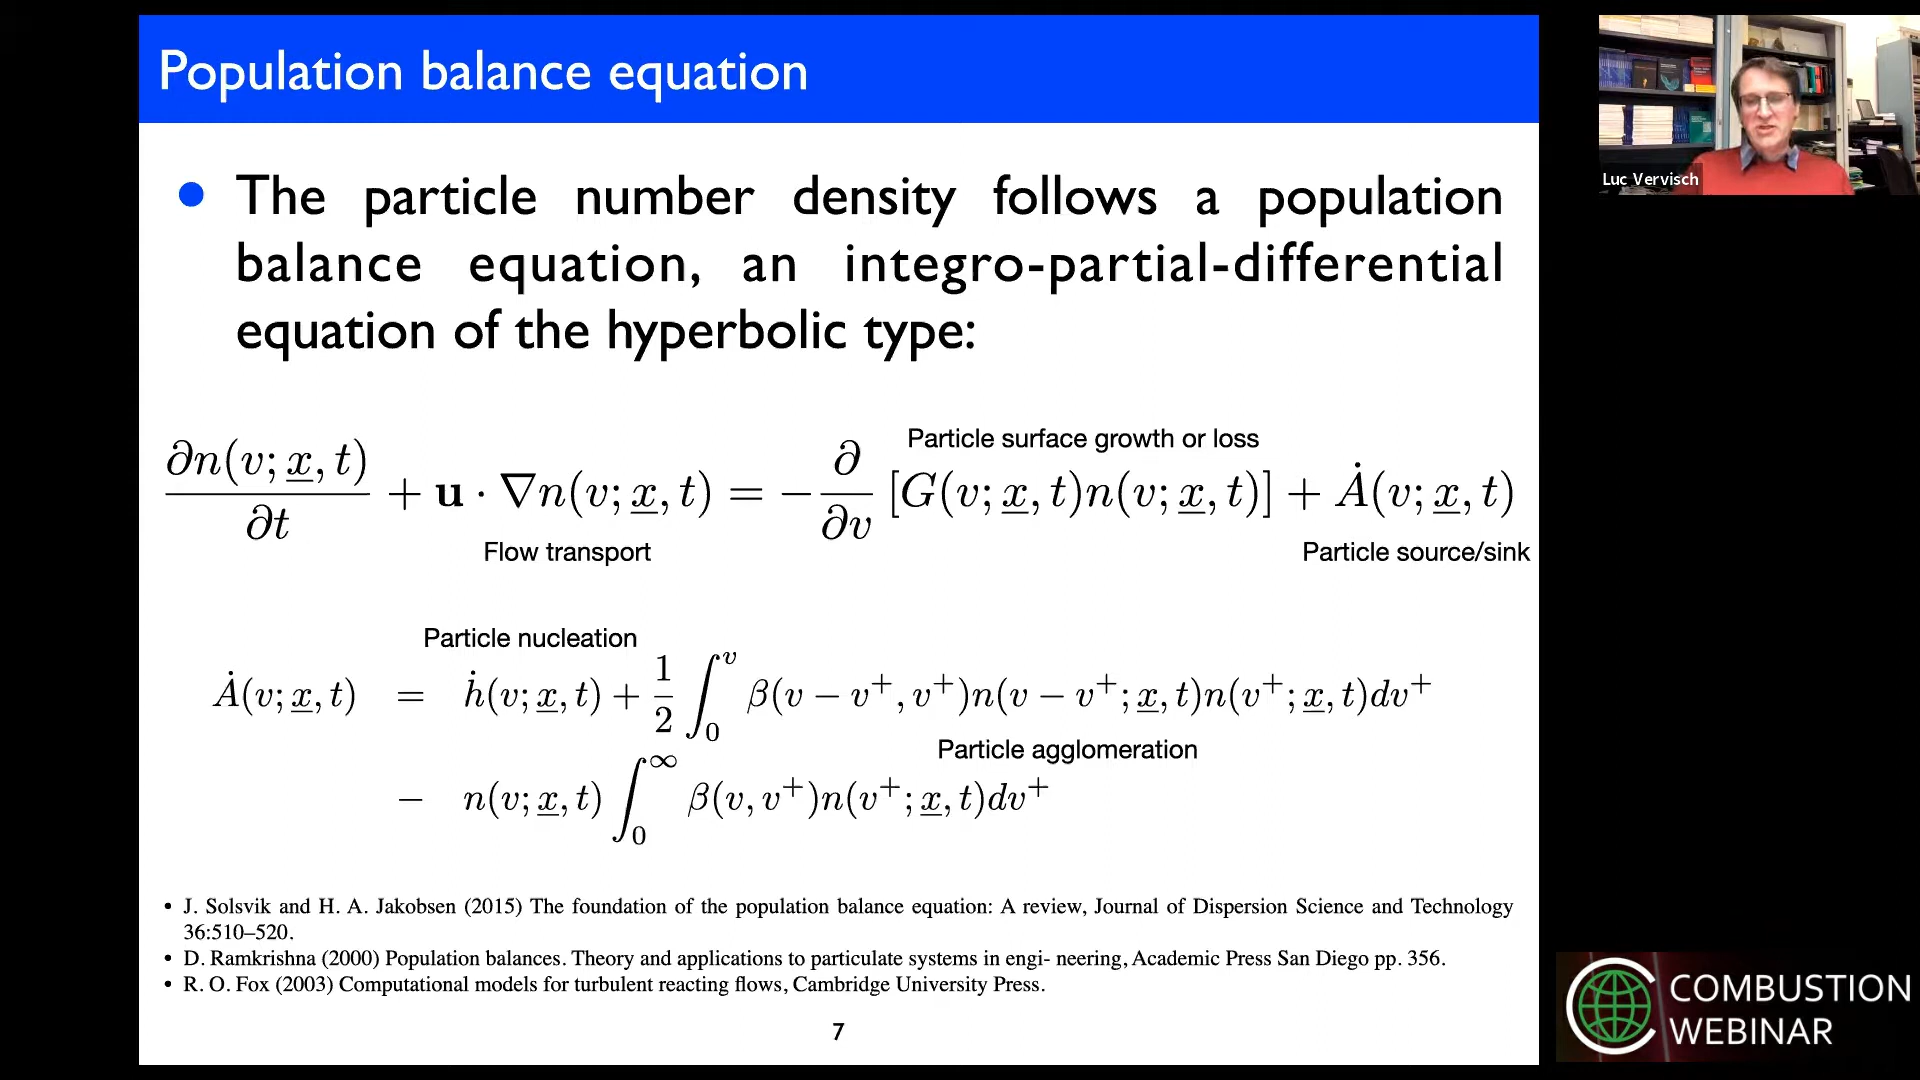 Population balance equation
• The particle number density follows a population
balance equation, an integro-partial-differential
equation of the hyperbolic type:
Particle surface growth or loss
∂n(v; x, t)/∂t + u · ∇n(v; x, t) = −∂/∂v [G(v; x, t)n(v; x, t)] + Ȧ(v; x, t)
Flow transport
Particle source/sink
Particle nucleation
Ȧ(v; x, t) = ḣ(v; x, t) + 1/2 ∫₀^v β(v − v⁺, v⁺)n(v − v⁺; x, t)n(v⁺; x, t)dv⁺
Particle agglomeration
− n(v; x, t) ∫₀^∞ β(v, v⁺)n(v⁺; x, t)dv⁺
• J. Solsvik and H. A. Jakobsen (2015) The foundation of the population balance equation: A review, Journal of Dispersion Science and Technology
36:510–520.
• D. Ramkrishna (2000) Population balances. Theory and applications to particulate systems in engi- neering, Academic Press San Diego pp. 356.
• R. O. Fox (2003) Computational models for turbulent reacting flows, Cambridge University Press.
7
Luc Vervisch
COMBUSTION
WEBINAR